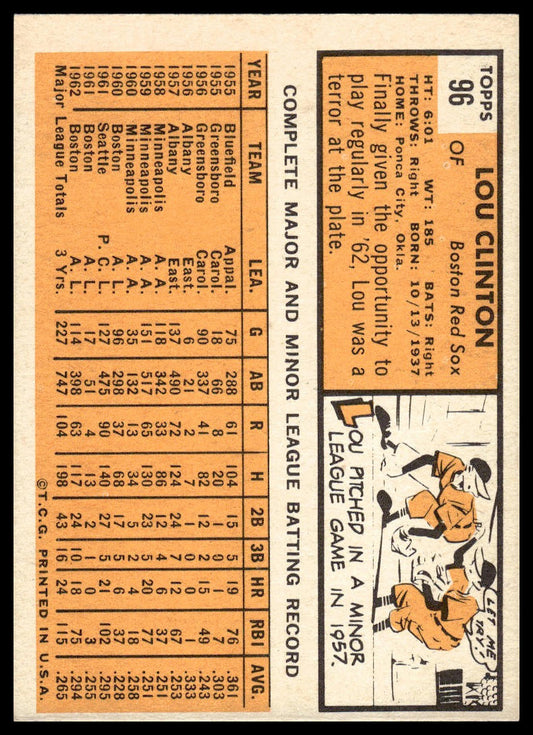 TOPPS
96
LOU CLINTON
OF Boston Red Sox
HT: 6:01 WT: 185 BATS: Right
THROWS: Right BORN: 10/13/1937
HOME: Ponca City, Okla.
Finally given the opportunity to
play regularly in '62, Lou was a
terror at the plate.
LET ME
TRY!
B
LOU PITCHED IN A MINOR
LEAGUE GAME IN 1957.
COMPLETE MAJOR AND MINOR LEAGUE BATTING RECORD
YEAR TEAM LEA. G AB R H 2B 3B HR RBI AVG.
1955 Bluefield Appal. 75 288 61 104 15 5 19 76 .361
1955 Greensboro Carol. 18 66 8 20 5 0 1 7 .303
1956 Greensboro Carol. 90 337 41 82 7 2 15 49 .243
1956 Albany East. 6 21 2 7 1 0 0 2 .333
1957 Albany East. 137 490 72 124 24 7 12 67 .253
1958 Minneapolis A.A. 118 342 33 86 7 4 .251
1959 Minneapolis A.A. 151 517 65 130 23 20 57 .251
1960 Minneapolis A.A. 35 132 13 34 5 4 14 .258
1960 Boston A.L. 96 298 37 68 17 5 6 37 .228
1961 Seattle P.C.L. 127 475 90 140 24 8 21 102 .295
1961 Boston A.L. 17 51 4 13 2 1 0 3 .255
1962 Boston A.L. 114 398 63 117 24 10 18 75 .294
Major League Totals 3 Yrs. 227 747 104 198 43 16 24 115 .265
©T.C.G. PRINTED IN U.S.A.